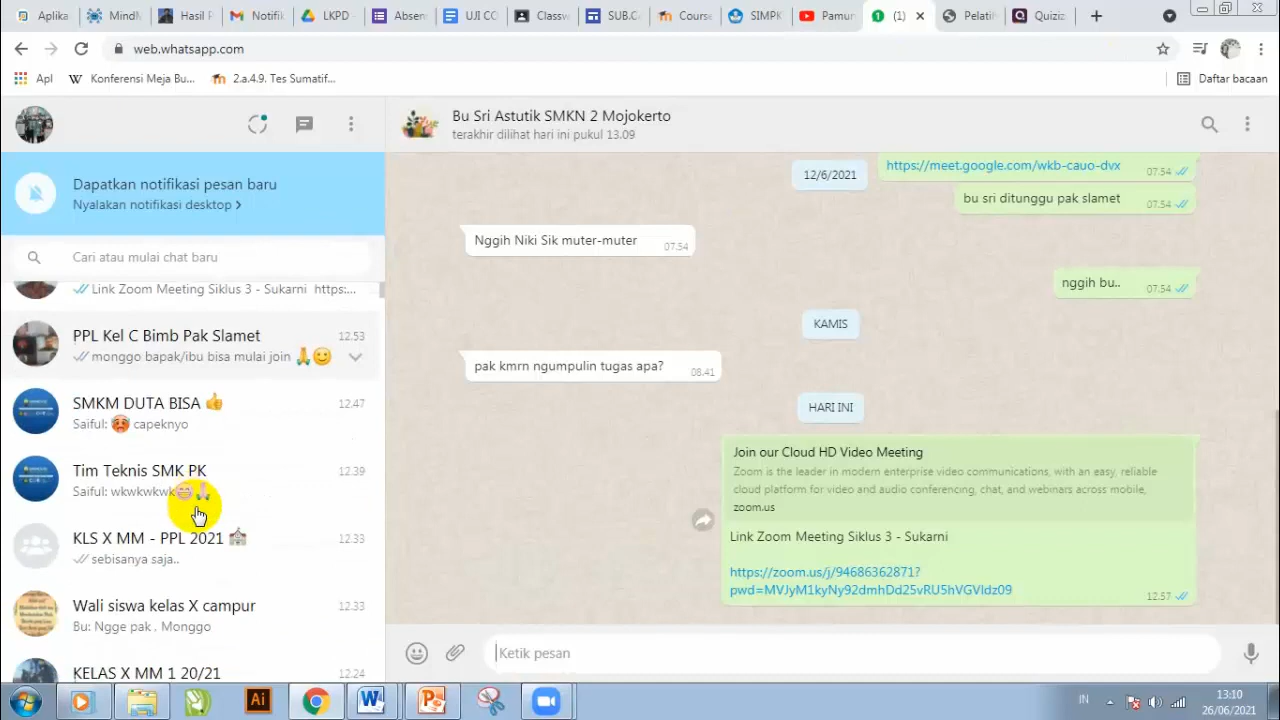 Aplika
MindM
Hasil R
Notifik
LKPD -
Absen
UJI CO
Classw
SUB.C
Course
SIMPK
Pamun
(1)
Pelati
Quizizz
web.whatsapp.com
Apl
Konferensi Meja Bu...
2.a.4.9. Tes Sumatif...
Daftar bacaan
Bu Sri Astutik SMKN 2 Mojokerto
terakhir dilihat hari ini pukul 13.09
Dapatkan notifikasi pesan baru
Nyalakan notifikasi desktop
Cari atau mulai chat baru
Link Zoom Meeting Siklus 3 - Sukarni https:...
PPL Kel C Bimb Pak Slamet 12.53
monggo bapak/ibu bisa mulai join 🙏😊
SMKM DUTA BISA 👍 12.47
Saiful: 🥵 capeknyo
Tim Teknis SMK PK 12.39
Saiful: wkwkwkwk
KLS X MM - PPL 2021 12.33
sebisanya saja..
Wali siswa kelas X campur 12.33
Bu: Ngge pak , Monggo
KELAS X MM 1 20/21 12.24
12/6/2021
https://meet.google.com/wkb-cauo-dvx 07.54
bu sri ditunggu pak slamet 07.54
Nggih Niki Sik muter-muter 07.54
nggih bu.. 07.54
KAMIS
pak kmrn ngumpulin tugas apa? 08.41
HARI INI
Join our Cloud HD Video Meeting
Zoom is the leader in modern enterprise video communications, with an easy, reliable
cloud platform for video and audio conferencing, chat, and webinars across mobile,
zoom.us
Link Zoom Meeting Siklus 3 - Sukarni
https://zoom.us/j/94686362871?
pwd=MVJyM1kyNy92dmhDd25vRU5hVGVldz09
12.57
Ketik pesan
Ai
IN
13:10
26/06/2021